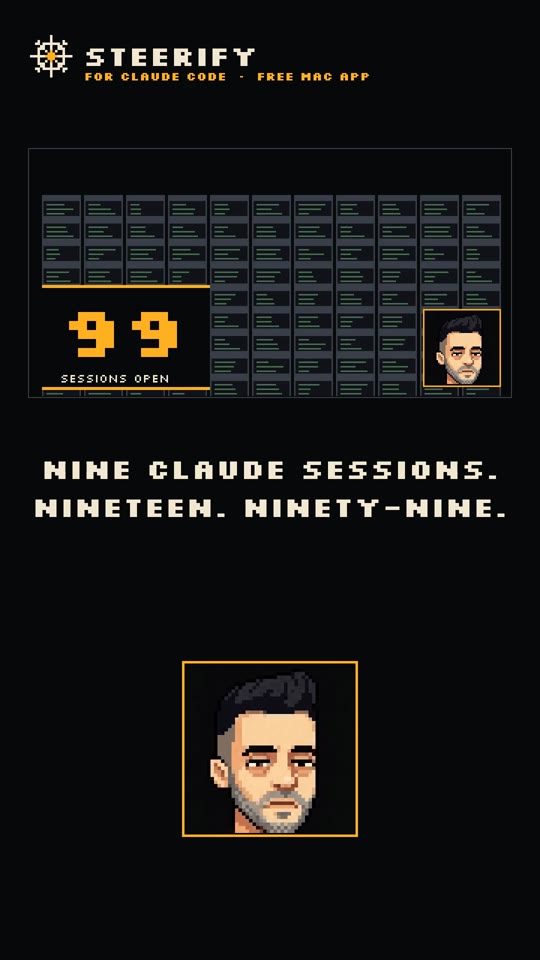 STEERIFY
FOR CLAUDE CODE · FREE MAC APP
99
SESSIONS OPEN
NINE CLAUDE SESSIONS.
NINETEEN. NINETY-NINE.